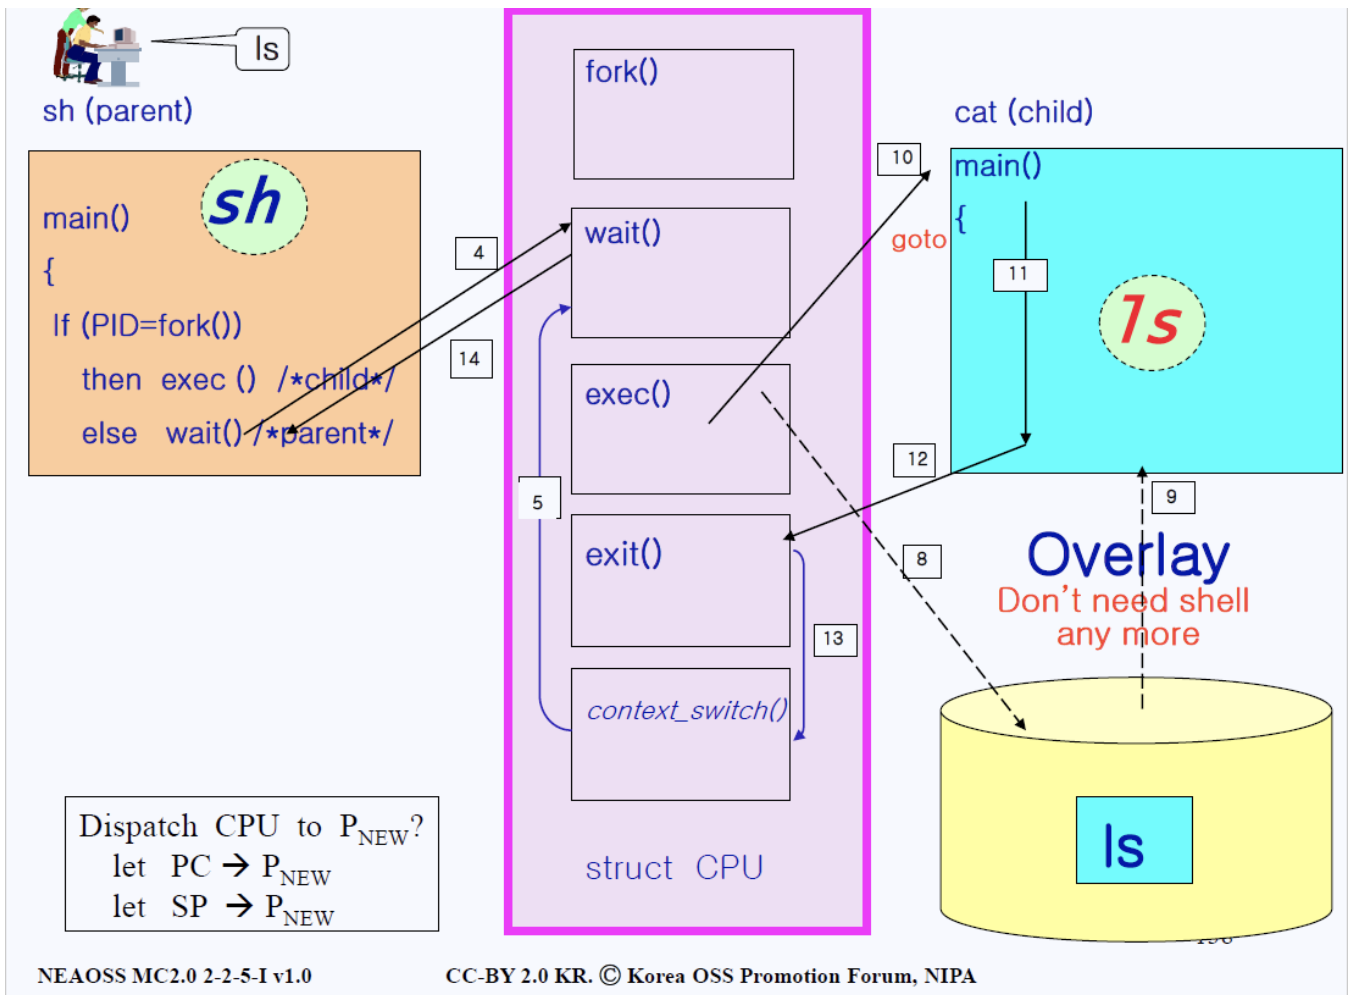 ls
sh (parent)
sh
main()
{
If (PID=fork())
then exec () /*child*/
else wait() /*parent*/
4
14
5
fork()
wait()
exec()
exit()
context_switch()
struct CPU
10
goto
12
8
13
cat (child)
main()
{
11
ls
9
Overlay
Don't need shell
any more
ls
Dispatch CPU to PNEW?
let PC → PNEW
let SP → PNEW
NEAOSS MC2.0 2-2-5-I v1.0
CC-BY 2.0 KR. Ⓒ Korea OSS Promotion Forum, NIPA